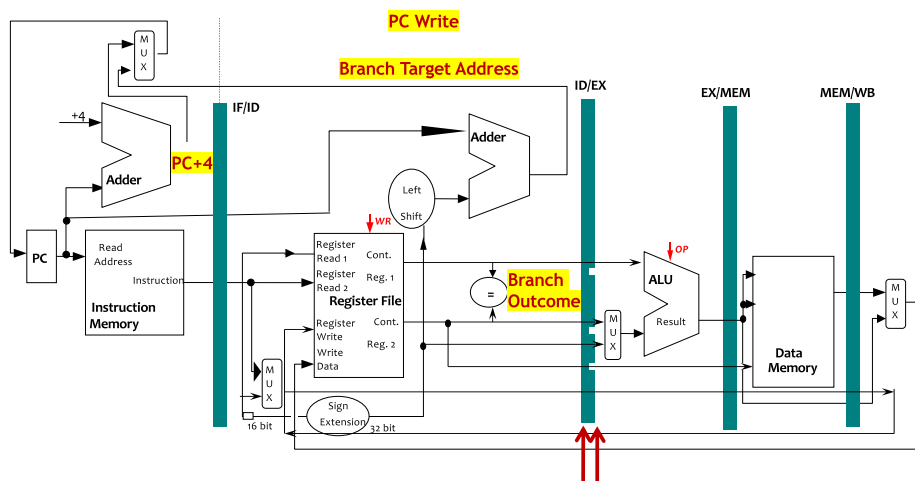 PC Write
M
U
X
Branch Target Address
ID/EX
EX/MEM
MEM/WB
IF/ID
+4
Adder
PC+4
Adder
Left
Shift
WR
OP
PC
Read
Address
Instruction
Instruction
Memory
Register
Read 1
Cont.
Reg. 1
Register
Read 2
Register File
Cont.
Reg. 2
Register
Write
Write
Data
=
Branch
Outcome
M
U
X
ALU
Result
Data
Memory
M
U
X
M
U
X
Sign
Extension
16 bit
32 bit